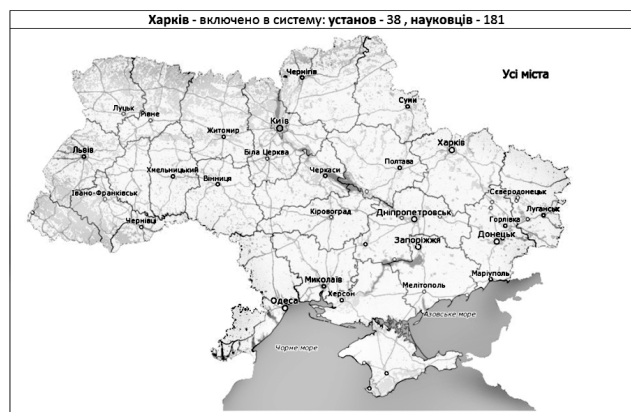 Харків - включено в систему: установ - 38 , науковців - 181
Усі міста
Чернігів
Суми
Луцьк
Рівне
Київ
Житомир
Харків
Львів
Біла Церква
Полтава
Хмельницький
Черкаси
Вінниця
Івано-Франківськ
Сєвєродонецьк
Луганськ
Кіровоград
Дніпропетровськ
Чернівці
Горлівка
Запоріжжя
Донецьк
Маріуполь
Миколаїв
Мелітополь
Херсон
Одеса
Азовське море
Чорне море